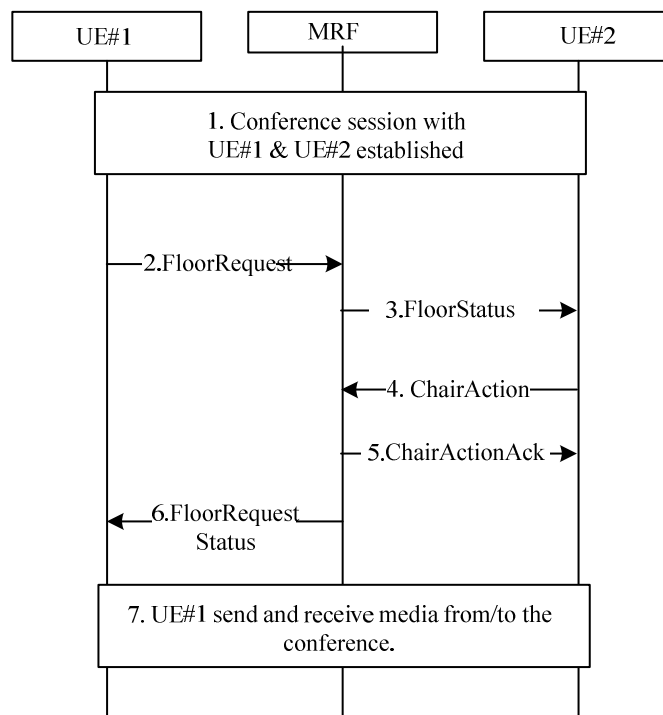 UE#1
MRF
UE#2
1. Conference session with
UE#1 & UE#2 established
2.FloorRequest
3.FloorStatus
4. ChairAction
5.ChairActionAck
6.FloorRequest
Status
7. UE#1 send and receive media from/to the
conference.